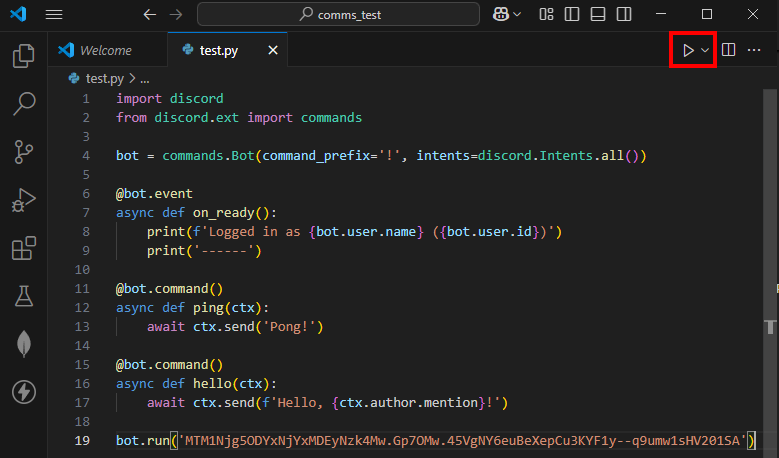 comms_test
Welcome
test.py
test.py > ...
1 import discord
2 from discord.ext import commands
3
4 bot = commands.Bot(command_prefix='!', intents=discord.Intents.all())
5
6 @bot.event
7 async def on_ready():
8 print(f'Logged in as {bot.user.name} ({bot.user.id})')
9 print('------')
10
11 @bot.command()
12 async def ping(ctx):
13 await ctx.send('Pong!')
14
15 @bot.command()
16 async def hello(ctx):
17 await ctx.send(f'Hello, {ctx.author.mention}!')
18
19 bot.run('MTM1Njg5ODYxNjYxMDEyNzk4Mw.Gp7OMw.45VgNY6euBeXepCu3KYF1y--q9umw1sHV201SA')